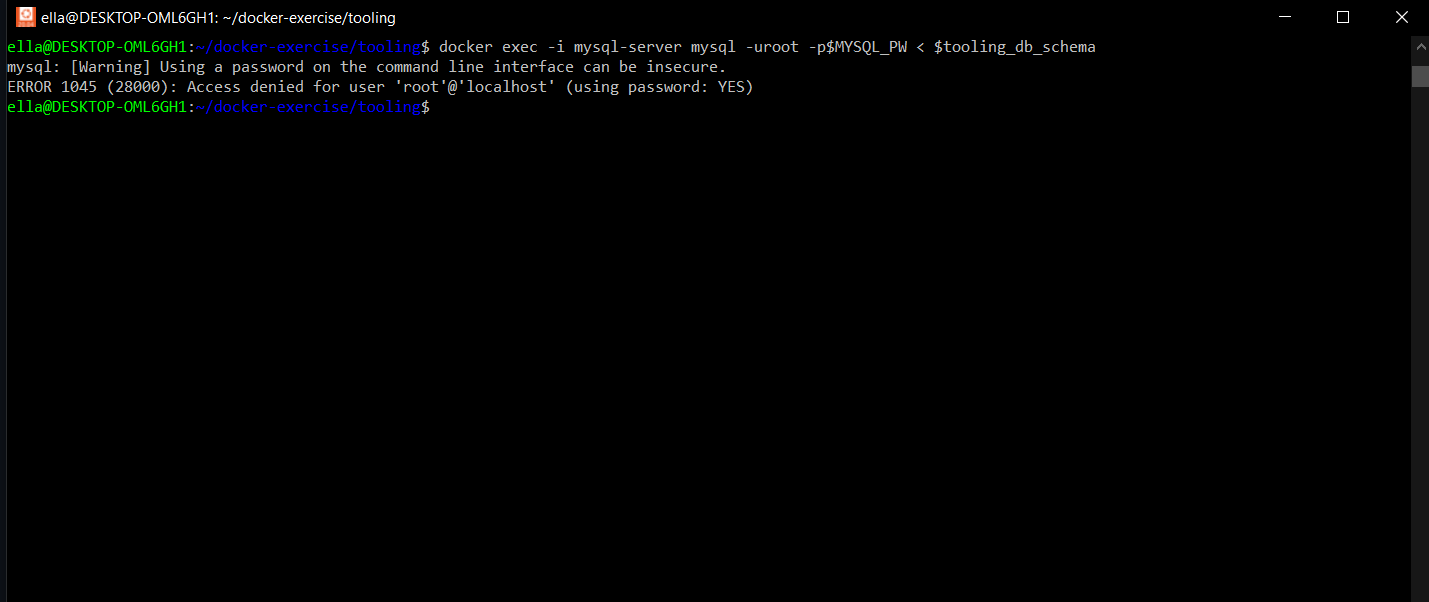 ella@DESKTOP-OML6GH1: ~/docker-exercise/tooling
ella@DESKTOP-OML6GH1:~/docker-exercise/tooling$ docker exec -i mysql-server mysql -uroot -p$MYSQL_PW < $tooling_db_schema
mysql: [Warning] Using a password on the command line interface can be insecure.
ERROR 1045 (28000): Access denied for user 'root'@'localhost' (using password: YES)
ella@DESKTOP-OML6GH1:~/docker-exercise/tooling$